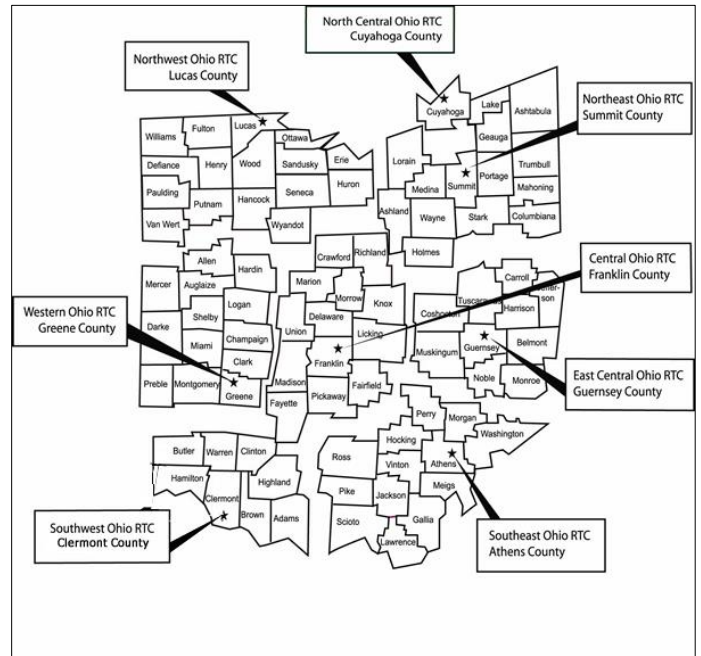 North Central Ohio RTC
Cuyahoga County
Northwest Ohio RTC
Lucas County
Northeast Ohio RTC
Summit County
Central Ohio RTC
Franklin County
Western Ohio RTC
Greene County
East Central Ohio RTC
Guernsey County
Southwest Ohio RTC
Clermont County
Southeast Ohio RTC
Athens County
Williams
Fulton
Lucas
Ottawa
Defiance
Henry
Wood
Sandusky
Erie
Paulding
Putnam
Hancock
Seneca
Huron
Van Wert
Wyandot
Cuyahoga
Lake
Ashtabula
Geauga
Lorain
Medina
Summit
Portage
Trumbull
Mahoning
Ashland
Wayne
Stark
Columbiana
Holmes
Allen
Hardin
Mercer
Auglaize
Logan
Shelby
Darke
Champaign
Miami
Clark
Preble
Montgomery
Greene
Crawford
Richland
Marion
Morrow
Knox
Delaware
Union
Licking
Franklin
Madison
Fairfield
Fayette
Pickaway
Carroll
Harrison
Belmont
Muskingum
Guernsey
Noble
Monroe
Butler
Warren
Clinton
Hamilton
Highland
Clermont
Brown
Adams
Perry
Morgan
Washington
Hocking
Ross
Vinton
Athens
Meigs
Pike
Jackson
Gallia
Scioto
Lawrence